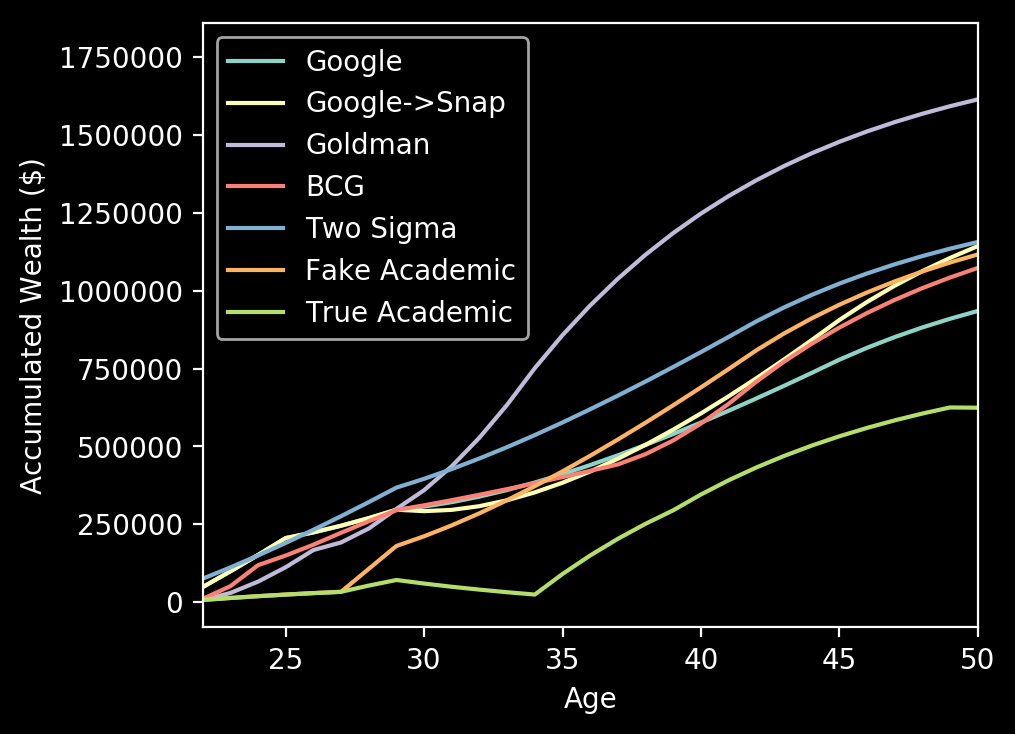 1750000
1500000
1250000
1000000
750000
500000
250000
0
Accumulated Wealth ($)
Google
Google->Snap
Goldman
BCG
Two Sigma
Fake Academic
True Academic
25 30 35 40 45 50
Age